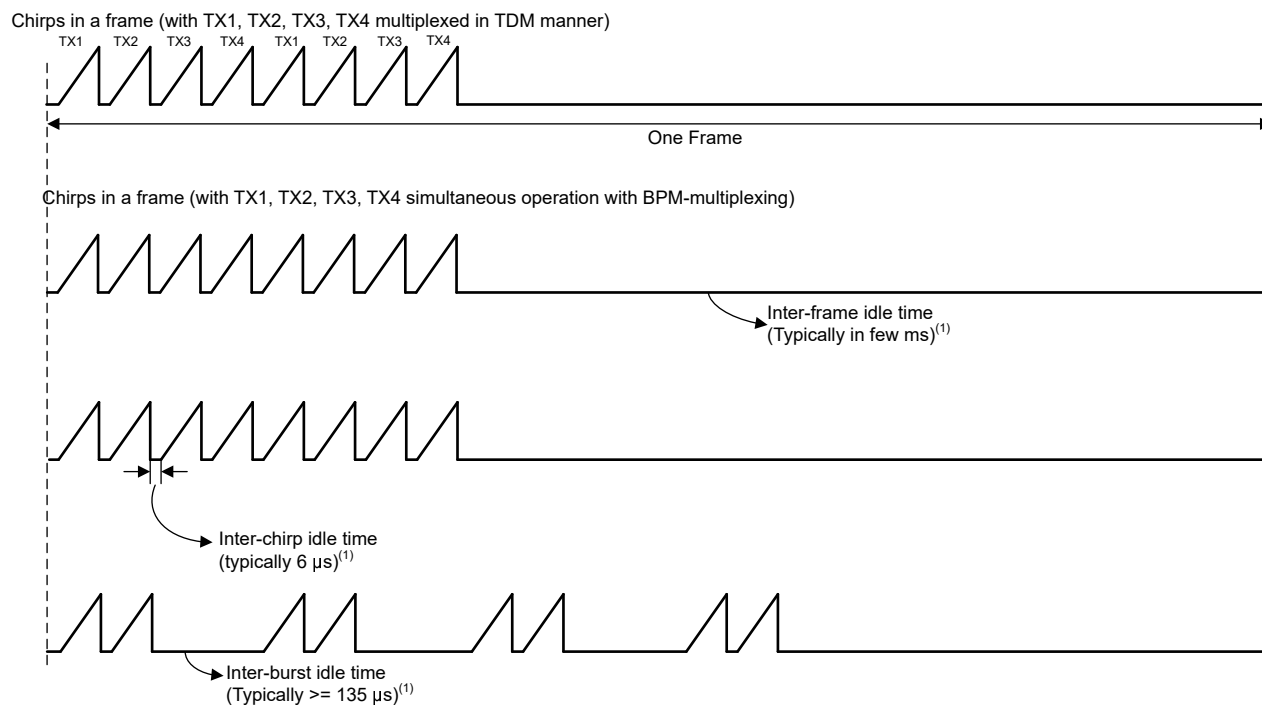 Chirps in a frame (with TX1, TX2, TX3, TX4 multiplexed in TDM manner)
TX1 TX2 TX3 TX4 TX1 TX2 TX3 TX4
One Frame
Chirps in a frame (with TX1, TX2, TX3, TX4 simultaneous operation with BPM-multiplexing)
Inter-frame idle time
(Typically in few ms)(1)
Inter-chirp idle time
(typically 6 µs)(1)
Inter-burst idle time
(Typically >= 135 µs)(1)